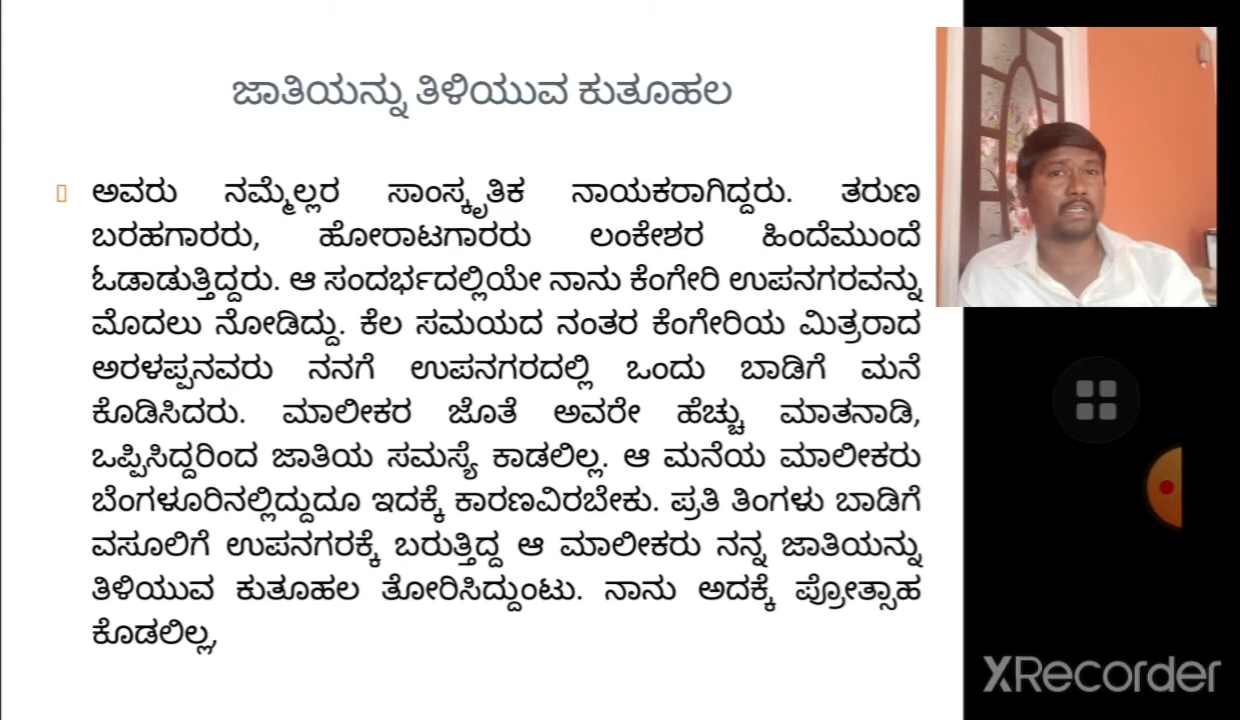 ಜಾತಿಯನ್ನು ತಿಳಿಯುವ ಕುತೂಹಲ
ಅವರು ನಮ್ಮೆಲ್ಲರ ಸಾಂಸ್ಕೃತಿಕ ನಾಯಕರಾಗಿದ್ದರು. ತರುಣ
ಬರಹಗಾರರು, ಹೋರಾಟಗಾರರು ಲಂಕೇಶರ ಹಿಂದೆಮುಂದೆ
ಓಡಾಡುತ್ತಿದ್ದರು. ಆ ಸಂದರ್ಭದಲ್ಲಿಯೇ ನಾನು ಕೆಂಗೇರಿ ಉಪನಗರವನ್ನು
ಮೊದಲು ನೋಡಿದ್ದು. ಕೆಲ ಸಮಯದ ನಂತರ ಕೆಂಗೇರಿಯ ಮಿತ್ರರಾದ
ಅರಳಪ್ಪನವರು ನನಗೆ ಉಪನಗರದಲ್ಲಿ ಒಂದು ಬಾಡಿಗೆ ಮನೆ
ಕೊಡಿಸಿದರು. ಮಾಲೀಕರ ಜೊತೆ ಅವರೇ ಹೆಚ್ಚು ಮಾತನಾಡಿ,
ಒಪ್ಪಿಸಿದ್ದರಿಂದ ಜಾತಿಯ ಸಮಸ್ಯೆ ಕಾಡಲಿಲ್ಲ. ಆ ಮನೆಯ ಮಾಲೀಕರು
ಬೆಂಗಳೂರಿನಲ್ಲಿದ್ದುದೂ ಇದಕ್ಕೆ ಕಾರಣವಿರಬೇಕು. ಪ್ರತಿ ತಿಂಗಳು ಬಾಡಿಗೆ
ವಸೂಲಿಗೆ ಉಪನಗರಕ್ಕೆ ಬರುತ್ತಿದ್ದ ಆ ಮಾಲೀಕರು ನನ್ನ ಜಾತಿಯನ್ನು
ತಿಳಿಯುವ ಕುತೂಹಲ ತೋರಿಸಿದ್ದುಂಟು. ನಾನು ಅದಕ್ಕೆ ಪ್ರೋತ್ಸಾಹ
ಕೊಡಲಿಲ್ಲ,
XRecorder